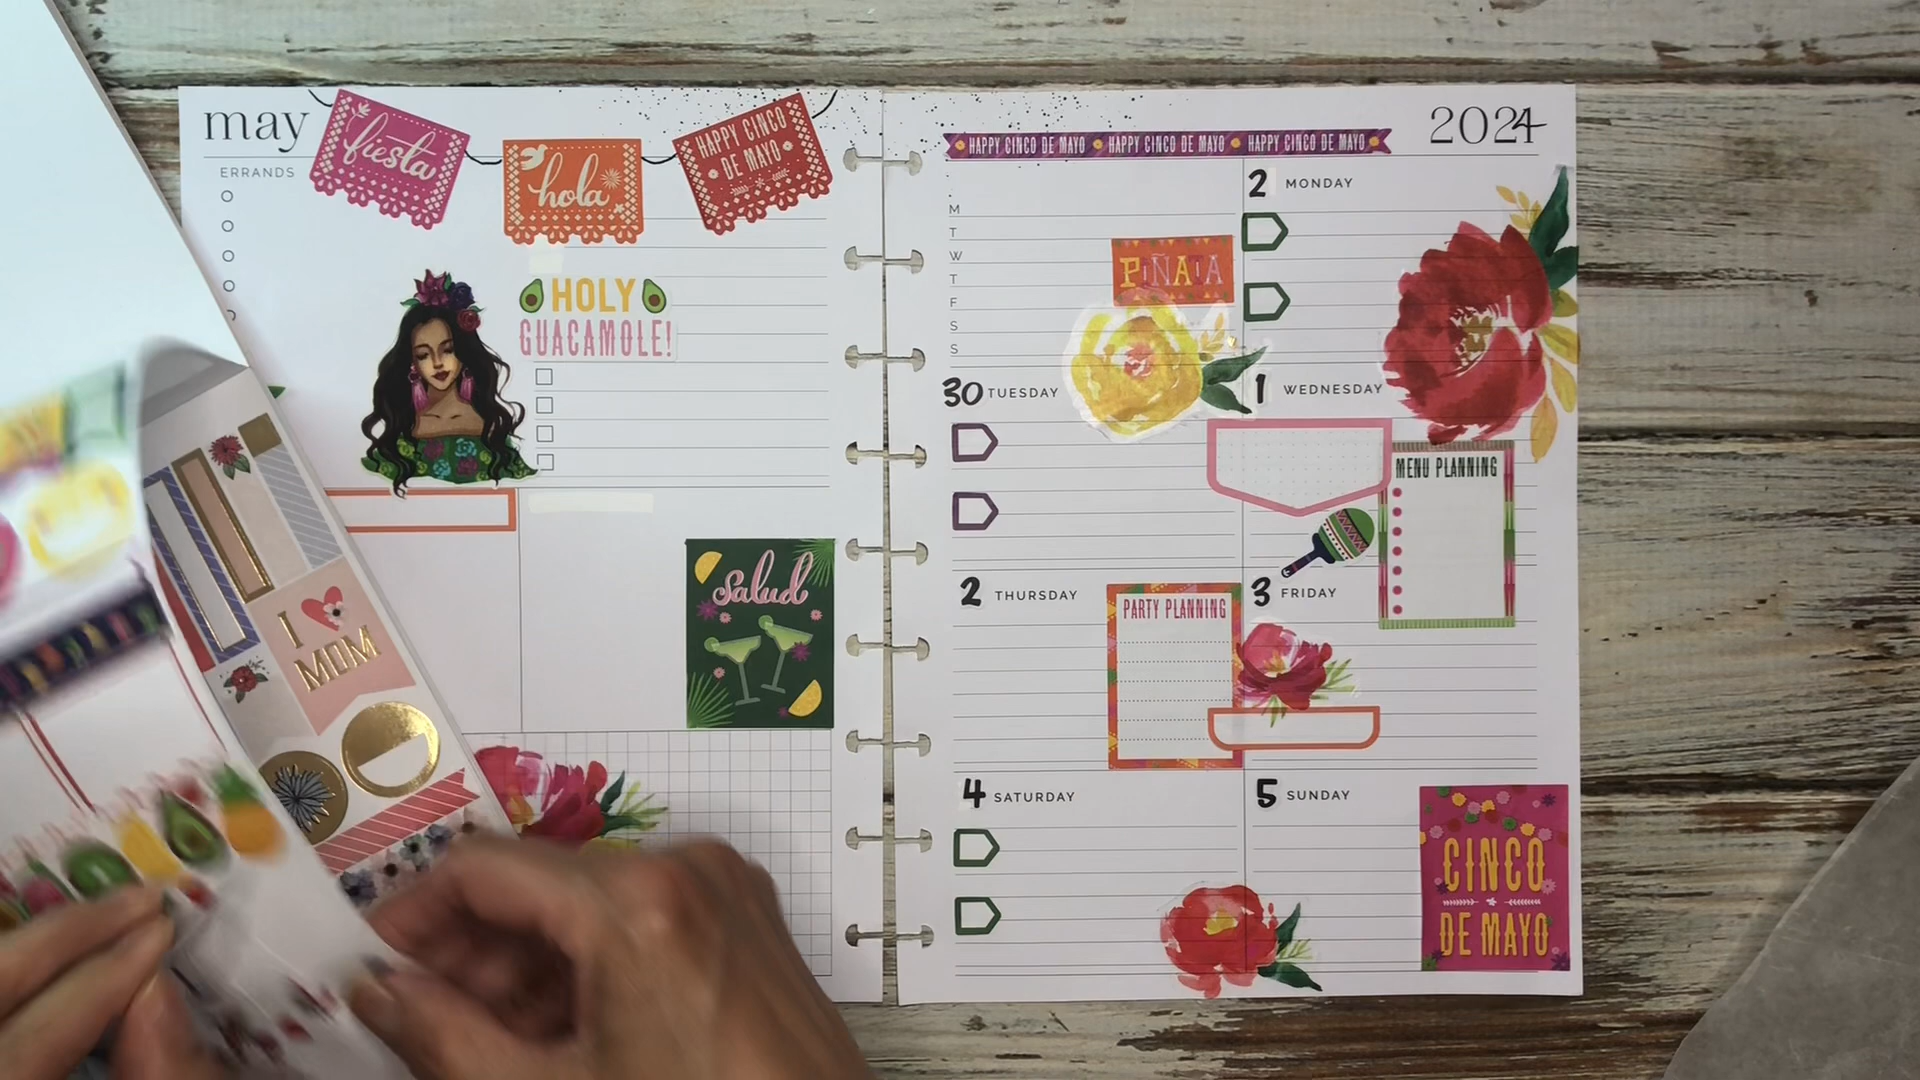 may
fiesta
hola
HAPPY CINCO
DE MAYO
ERRANDS
HOLY
GUACAMOLE!
Salud
I
MOM
HAPPY CINCO DE MAYO HAPPY CINCO DE MAYO HAPPY CINCO DE MAYO
2024
M
T
W
T
F
S
S
PIÑATA
2 MONDAY
30 TUESDAY
1 WEDNESDAY
MENU PLANNING
2 THURSDAY
PARTY PLANNING
3 FRIDAY
4 SATURDAY
5 SUNDAY
CINCO
DE MAYO